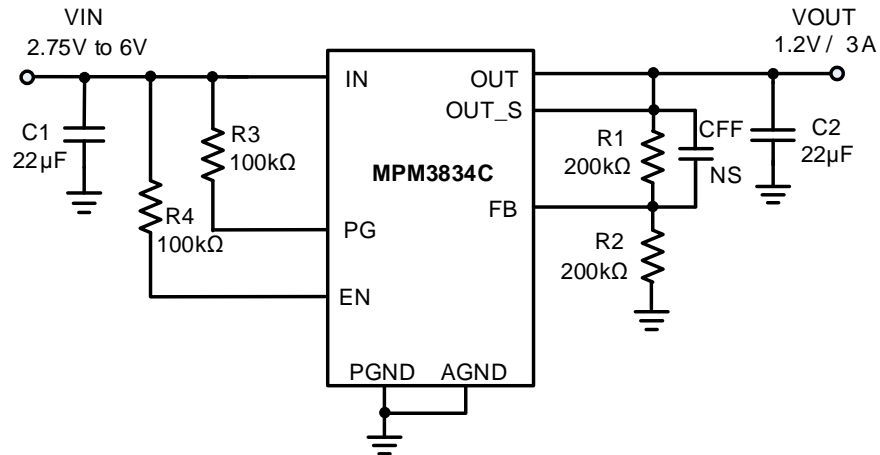 VIN
2.75V to 6V
VOUT
1.2V / 3A
IN
OUT
OUT_S
C1
22µF
R3
100kΩ
R4
100kΩ
MPM3834C
R1
200kΩ
CFF
NS
C2
22µF
PG
FB
EN
R2
200kΩ
PGND
AGND